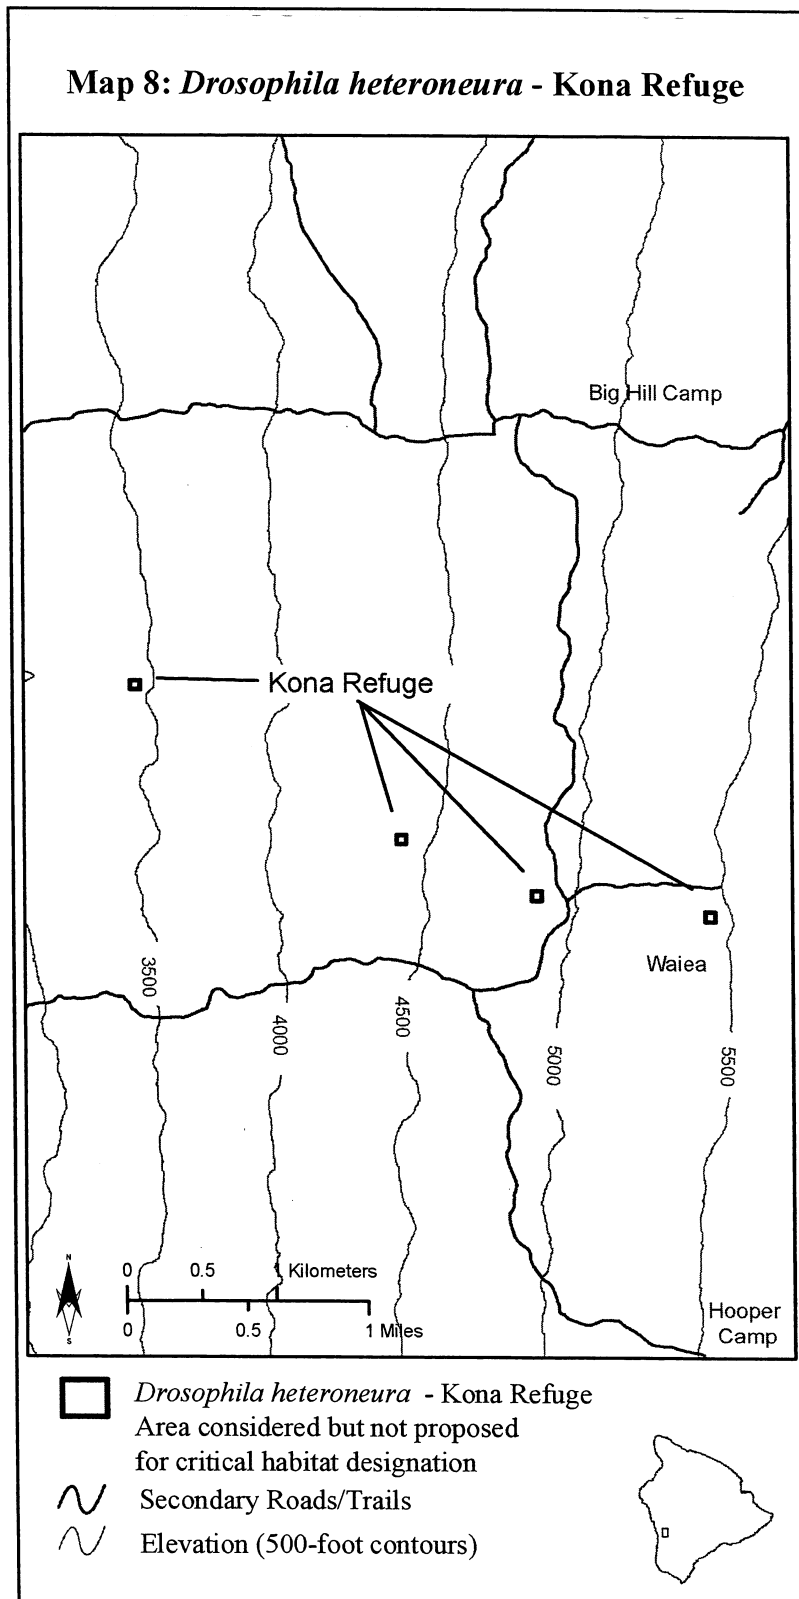 Map 8: Drosophila heteroneura - Kona Refuge
Big Hill Camp
Kona Refuge
Waiea
3500
4000
4500
5000
5500
N
S
0 0.5 1 Kilometers
0 0.5 1 Miles
Hooper
Camp
Drosophila heteroneura - Kona Refuge
Area considered but not proposed
for critical habitat designation
Secondary Roads/Trails
Elevation (500-foot contours)